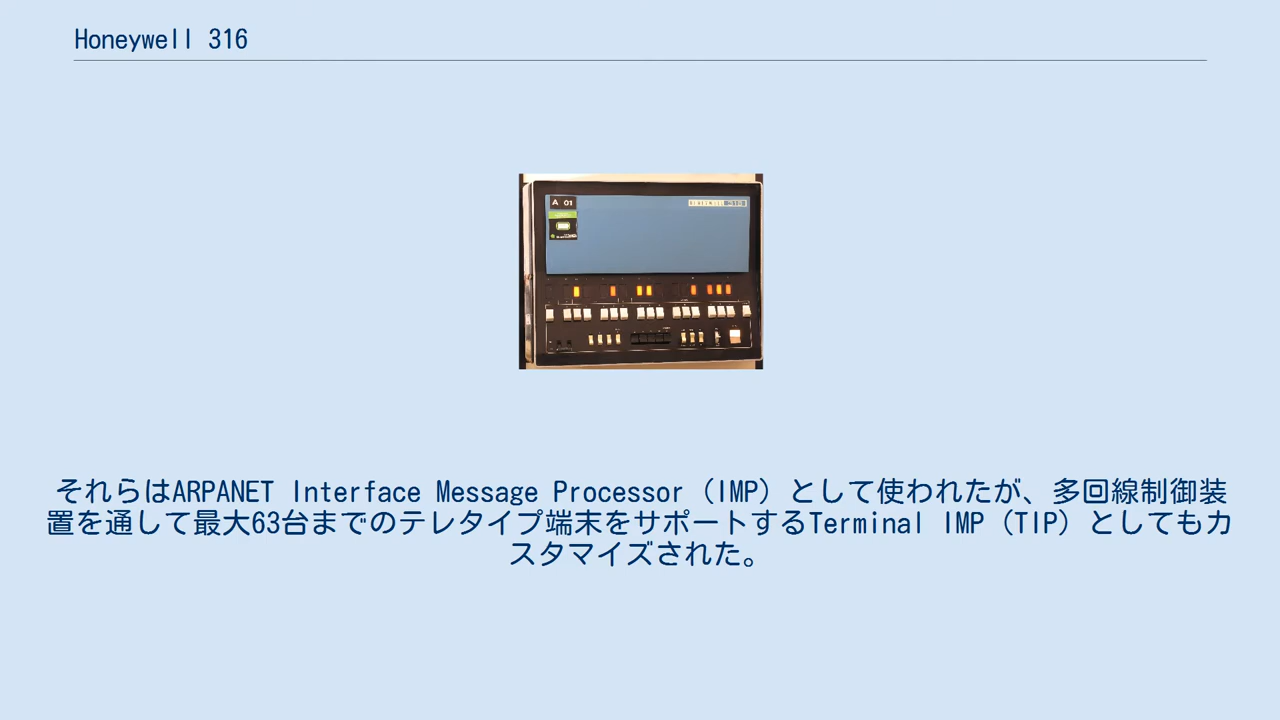 Honeywell 316
A 01
それらはARPANET Interface Message Processor（IMP）として使われたが、多回線制御装
置を通して最大63台までのテレタイプ端末をサポートするTerminal IMP（TIP）としてもカ
スタマイズされた。